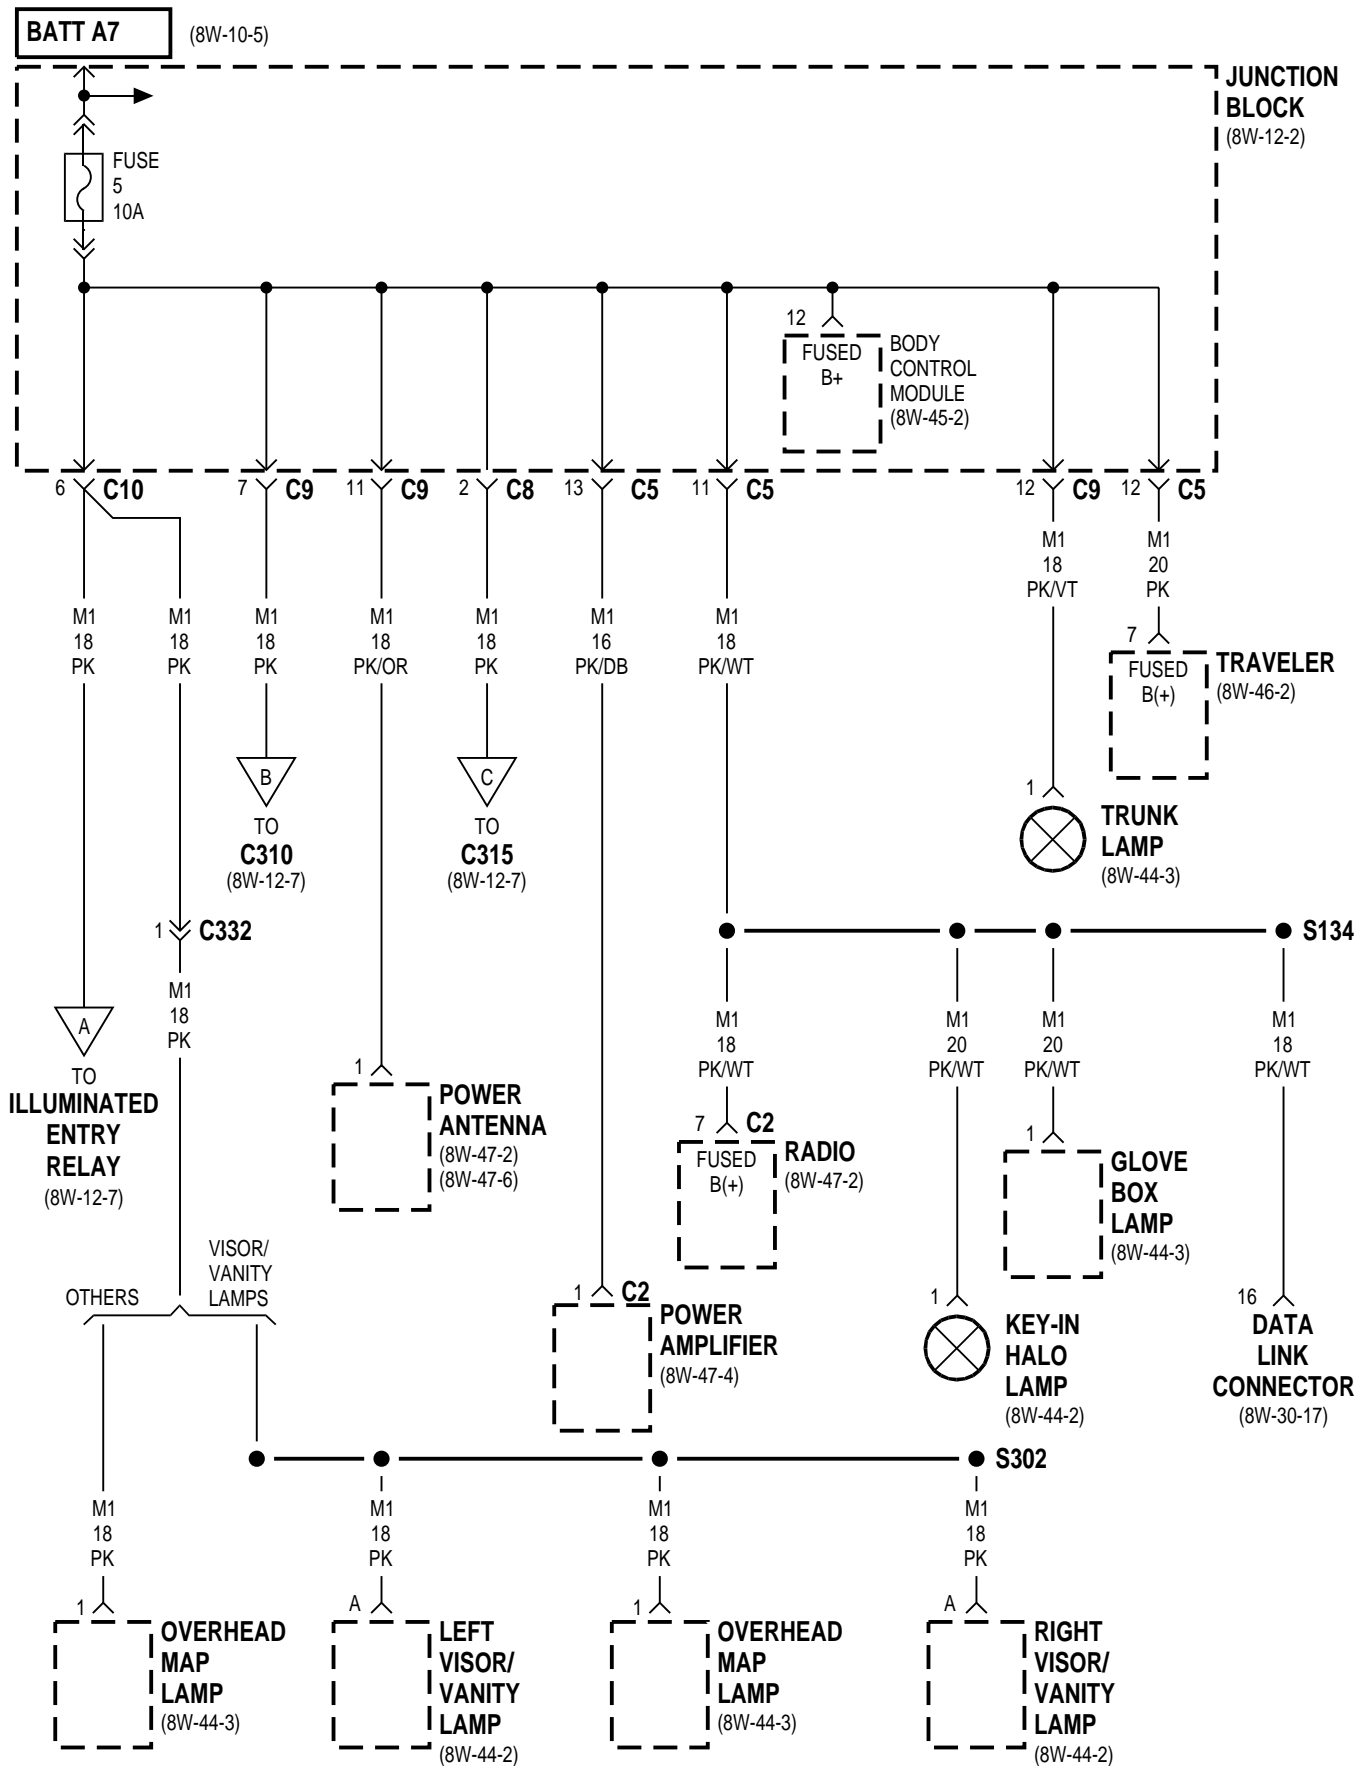 BATT A7
(8W-10-5)
JUNCTION
BLOCK
(8W-12-2)
FUSE
5
10A
12
FUSED
B+
BODY
CONTROL
MODULE
(8W-45-2)
6
C10
7
C9
11
C9
2
C8
13
C5
11
C5
12
C9
12
C5
M1
18
PK/VT
M1
20
PK
M1
18
PK
M1
18
PK
M1
18
PK
M1
18
PK/OR
M1
18
PK
M1
16
PK/DB
M1
18
PK/WT
7
FUSED
B(+)
TRAVELER
(8W-46-2)
B
TO
C310
(8W-12-7)
C
TO
C315
(8W-12-7)
1
TRUNK
LAMP
(8W-44-3)
1
C332
S134
M1
18
PK
A
TO
ILLUMINATED
ENTRY
RELAY
(8W-12-7)
M1
18
PK/WT
M1
20
PK/WT
M1
20
PK/WT
M1
18
PK/WT
1
POWER
ANTENNA
(8W-47-2)
(8W-47-6)
7
C2
FUSED
B(+)
RADIO
(8W-47-2)
1
GLOVE
BOX
LAMP
(8W-44-3)
OTHERS
VISOR/
VANITY
LAMPS
1
C2
POWER
AMPLIFIER
(8W-47-4)
1
KEY-IN
HALO
LAMP
(8W-44-2)
16
DATA
LINK
CONNECTOR
(8W-30-17)
S302
M1
18
PK
M1
18
PK
M1
18
PK
M1
18
PK
1
OVERHEAD
MAP
LAMP
(8W-44-3)
A
LEFT
VISOR/
VANITY
LAMP
(8W-44-2)
1
OVERHEAD
MAP
LAMP
(8W-44-3)
A
RIGHT
VISOR/
VANITY
LAMP
(8W-44-2)